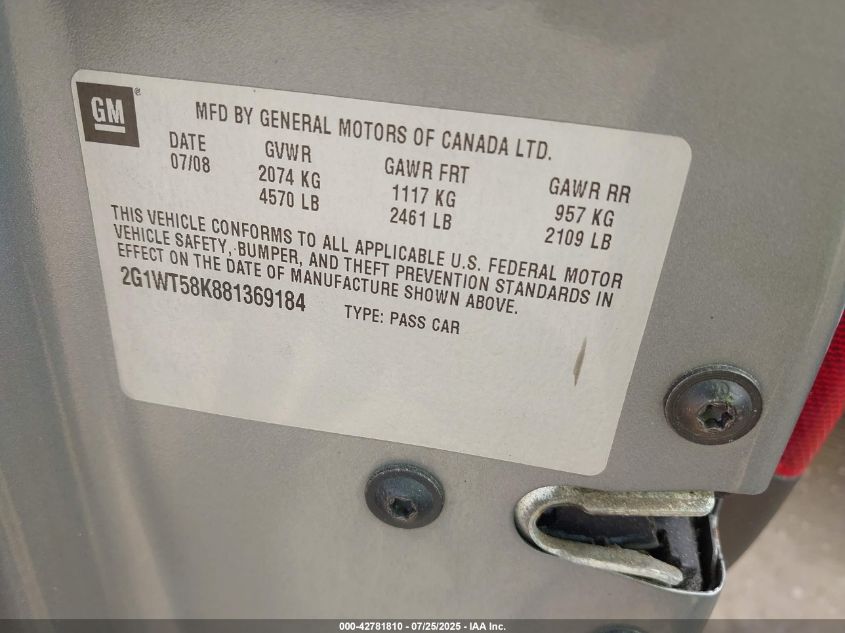 GM®
MFD BY GENERAL MOTORS OF CANADA LTD.
DATE GVWR GAWR FRT GAWR RR
07/08 2074 KG 1117 KG 957 KG
4570 LB 2461 LB 2109 LB
THIS VEHICLE CONFORMS TO ALL APPLICABLE U.S. FEDERAL MOTOR
VEHICLE SAFETY, BUMPER, AND THEFT PREVENTION STANDARDS IN
EFFECT ON THE DATE OF MANUFACTURE SHOWN ABOVE.
2G1WT58K881369184 TYPE: PASS CAR
000-42781810 - 07/25/2025 - IAA Inc.